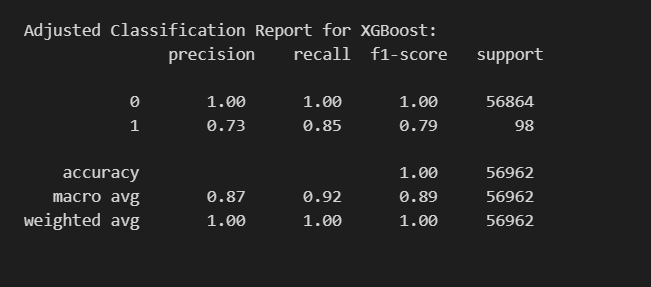 Adjusted Classification Report for XGBoost:
precision recall f1-score support
0 1.00 1.00 1.00 56864
1 0.73 0.85 0.79 98
accuracy 1.00 56962
macro avg 0.87 0.92 0.89 56962
weighted avg 1.00 1.00 1.00 56962